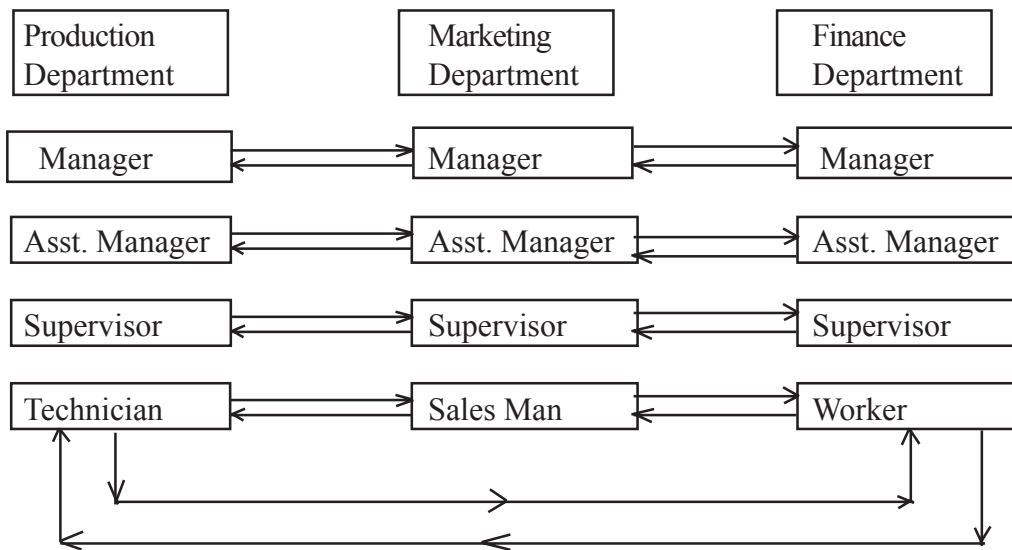 Production
Department
Marketing
Department
Finance
Department
Manager
Manager
Manager
Asst. Manager
Asst. Manager
Asst. Manager
Supervisor
Supervisor
Supervisor
Technician
Sales Man
Worker